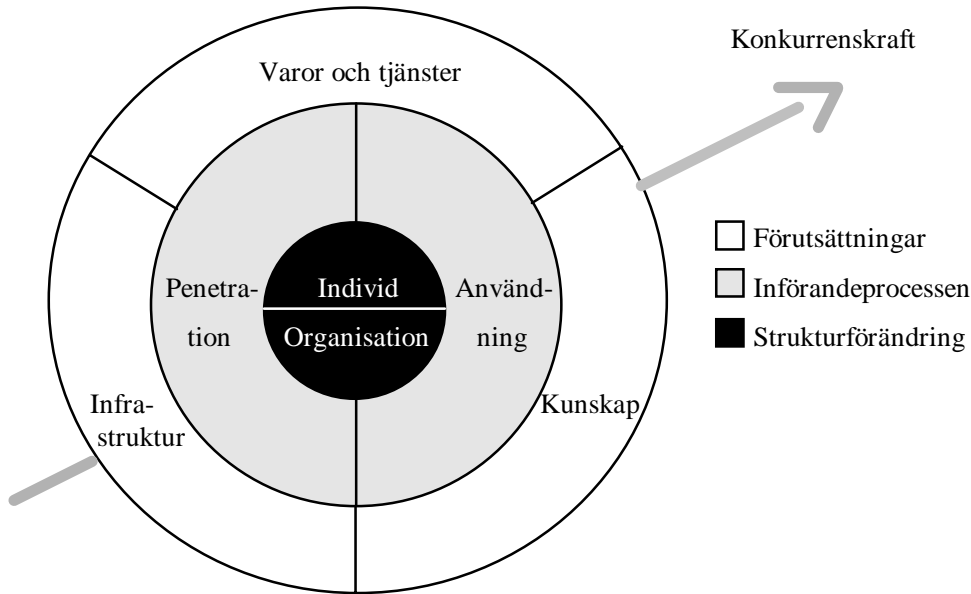 Konkurrenskraft
Varor och tjänster
Förutsättningar
Införandeprocessen
Strukturförändring
Penetra-
tion
Individ
Organisation
Använd-
ning
Infra-
struktur
Kunskap